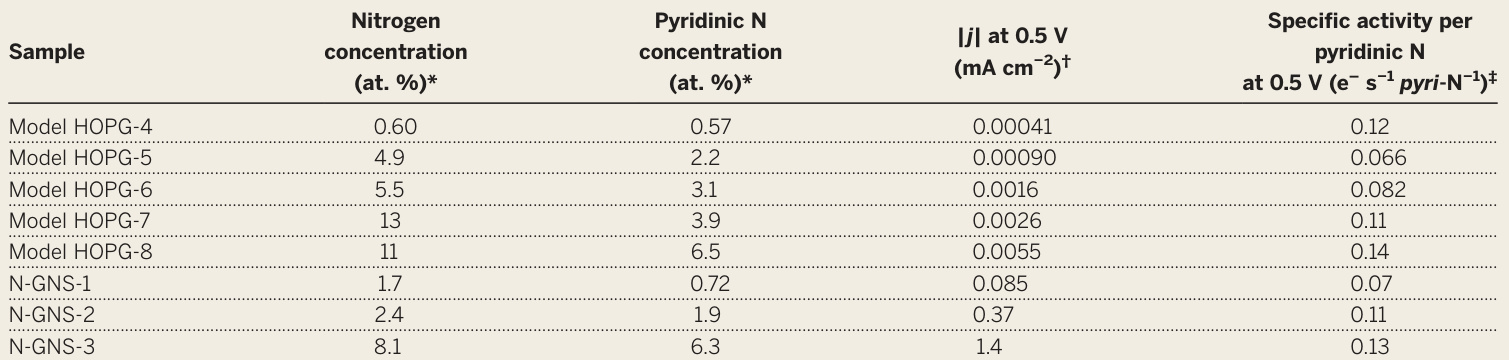 Sample Nitrogen concentration (at. %)* Pyridinic N concentration (at. %)* |j| at 0.5 V (mA cm−2)† Specific activity per pyridinic N at 0.5 V (e− s−1 pyri-N−1)‡
Model HOPG-4 0.60 0.57 0.00041 0.12
Model HOPG-5 4.9 2.2 0.00090 0.066
Model HOPG-6 5.5 3.1 0.0016 0.082
Model HOPG-7 13 3.9 0.0026 0.11
Model HOPG-8 11 6.5 0.0055 0.14
N-GNS-1 1.7 0.72 0.085 0.07
N-GNS-2 2.4 1.9 0.37 0.11
N-GNS-3 8.1 6.3 1.4 0.13